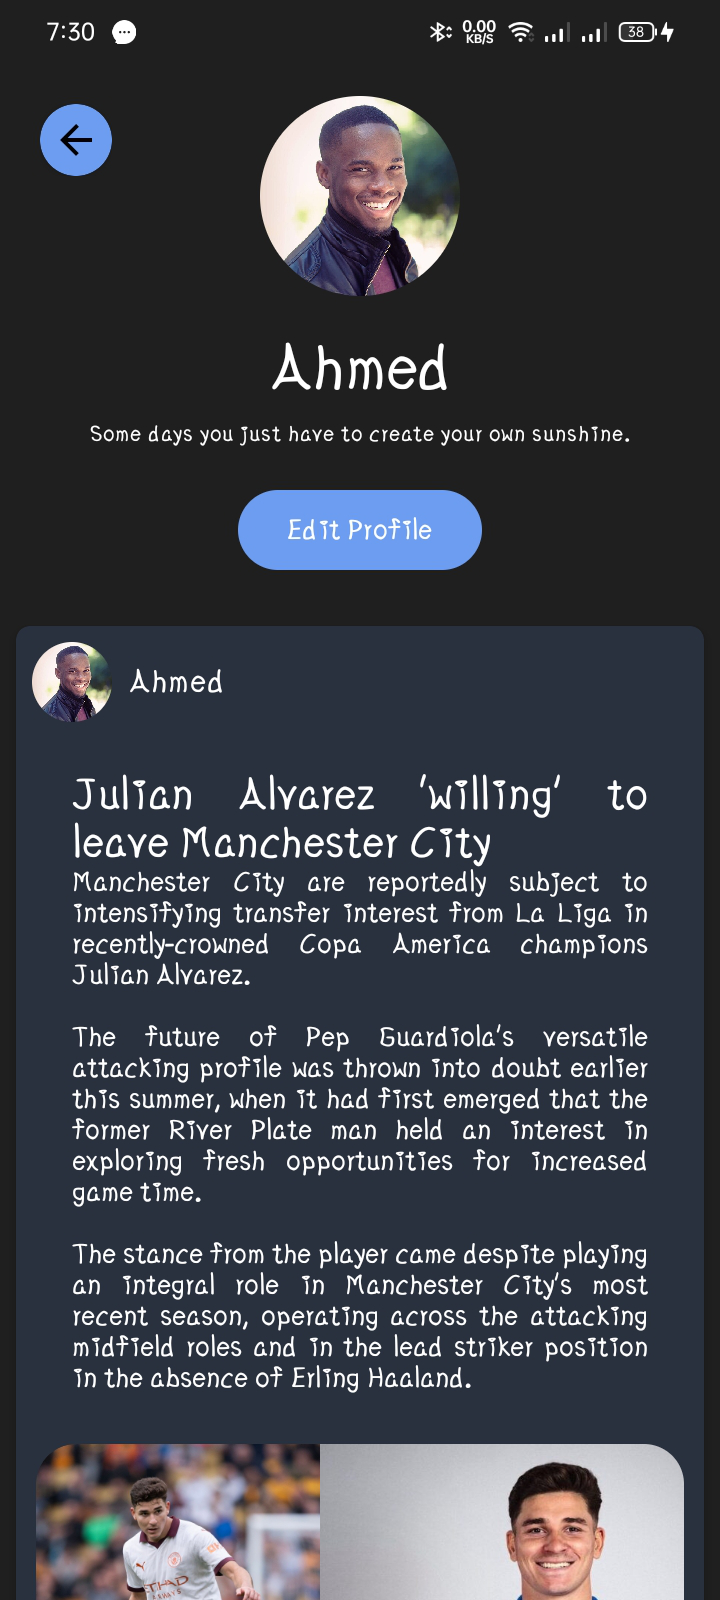 7:30
0.00
KB/S
38
Ahmed
Some days you just have to create your own sunshine.
Edit Profile
Ahmed
Julian Alvarez 'willing' to
leave Manchester City
Manchester City are reportedly subject to
intensifying transfer interest from La Liga in
recently-crowned Copa America champions
Julian Alvarez.
The future of Pep Guardiola's versatile
attacking profile was thrown into doubt earlier
this summer, when it had first emerged that the
former River Plate man held an interest in
exploring fresh opportunities for increased
game time.
The stance from the player came despite playing
an integral role in Manchester City's most
recent season, operating across the attacking
midfield roles and in the lead striker position
in the absence of Erling Haaland.
ETIHAD
AIRWAYS